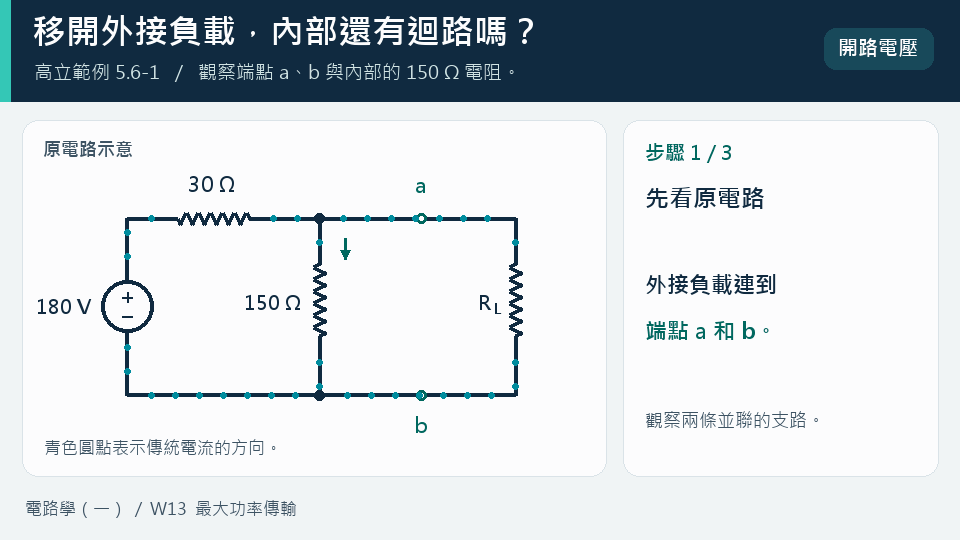 移開外接負載，內部還有迴路嗎？
高立範例 5.6-1 / 觀察端點 a、b 與內部的 150 Ω 電阻。
開路電壓
原電路示意
30 Ω
a
180 V
+
−
150 Ω
RL
b
青色圓點表示傳統電流的方向。
步驟 1 / 3
先看原電路
外接負載連到
端點 a 和 b。
觀察兩條並聯的支路。
電路學（一） / W13 最大功率傳輸